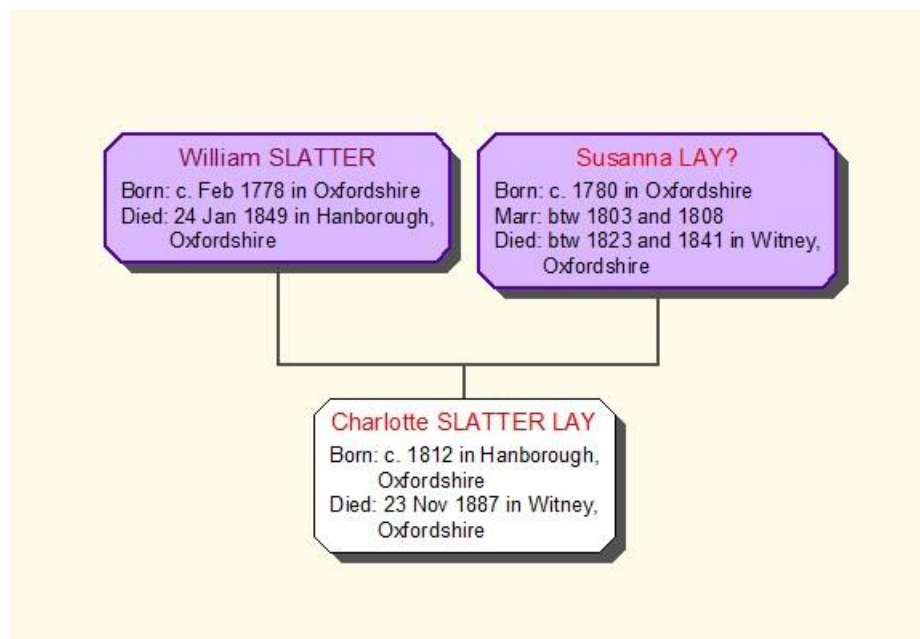 William SLATTER
Born: c. Feb 1778 in Oxfordshire
Died: 24 Jan 1849 in Hanborough,
Oxfordshire
Susanna LAY?
Born: c. 1780 in Oxfordshire
Marr: btw 1803 and 1808
Died: btw 1823 and 1841 in Witney,
Oxfordshire
Charlotte SLATTER LAY
Born: c. 1812 in Hanborough,
Oxfordshire
Died: 23 Nov 1887 in Witney,
Oxfordshire